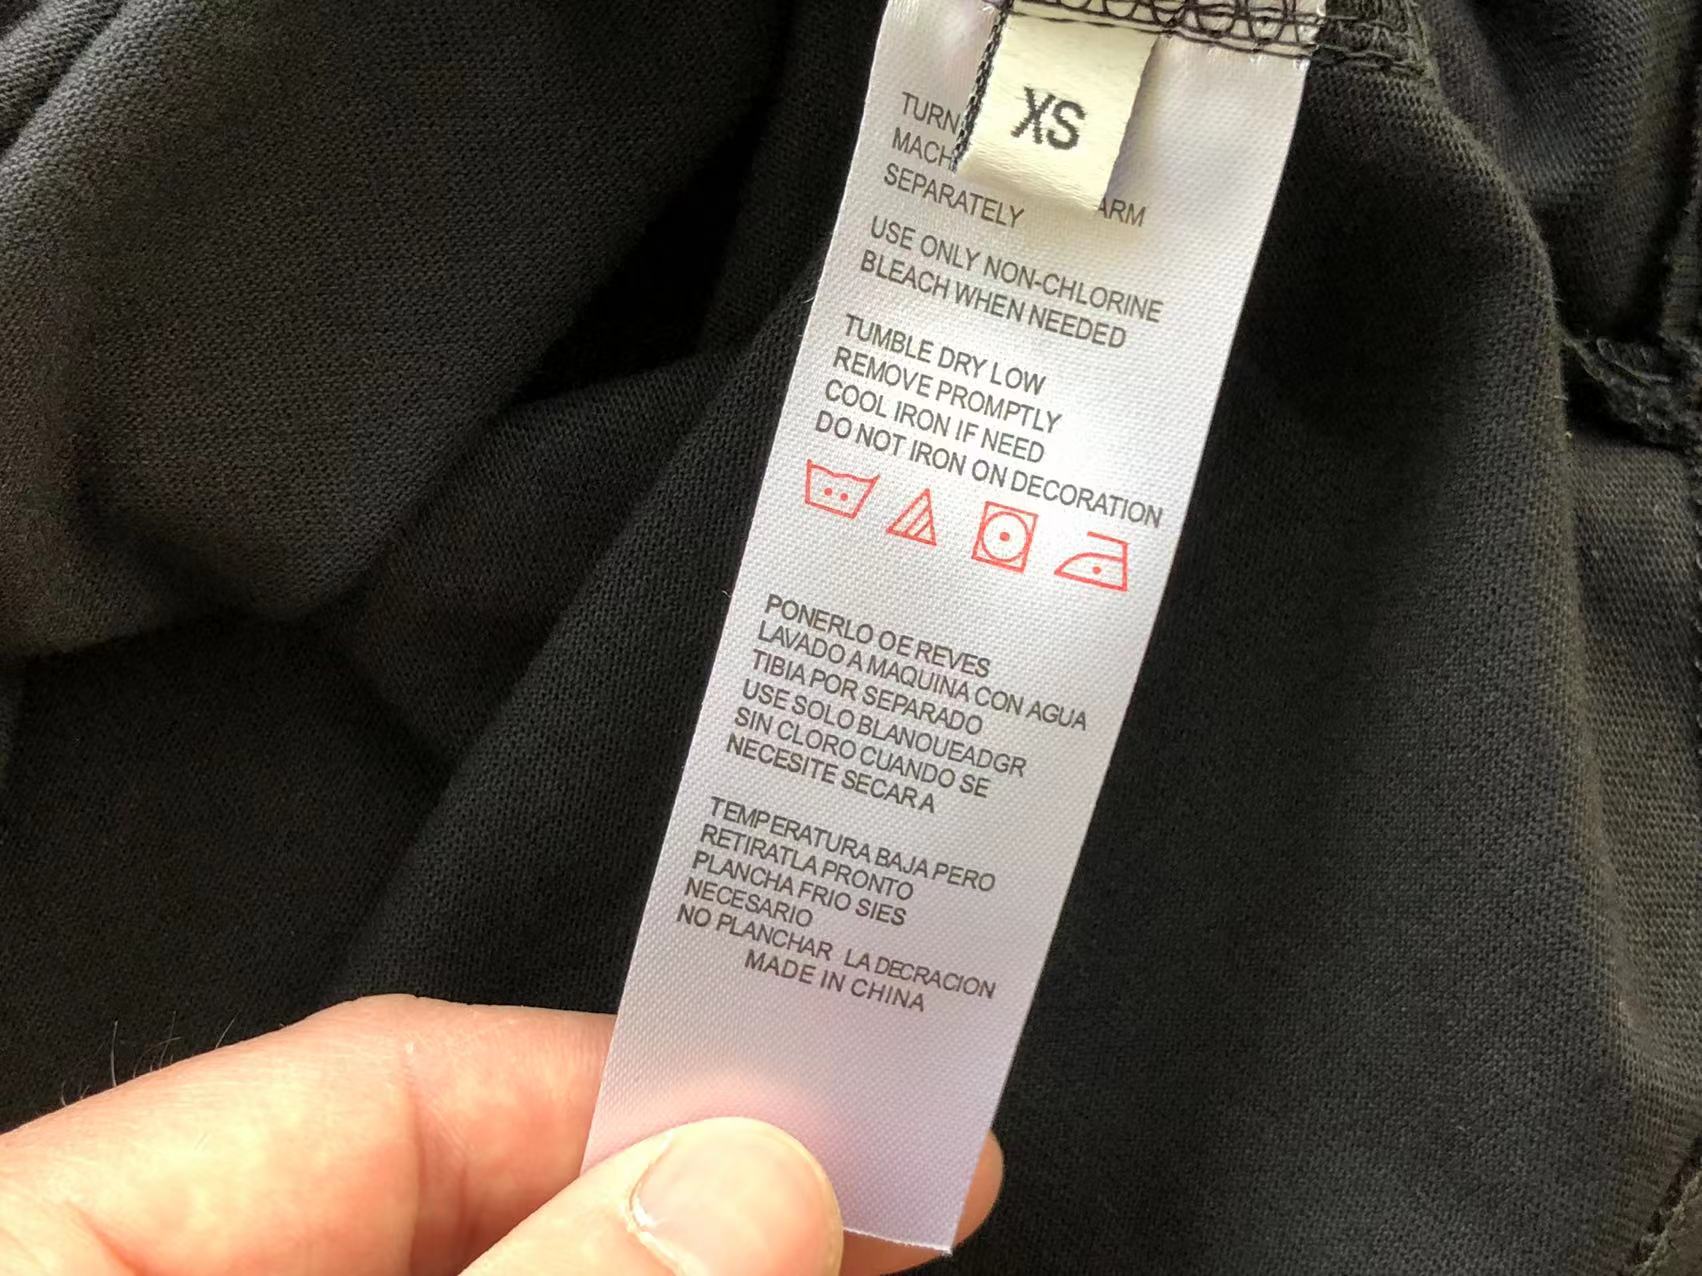 XS
TURN
MACH ARM
SEPARATELY
USE ONLY NON-CHLORINE
BLEACH WHEN NEEDED
TUMBLE DRY LOW
REMOVE PROMPTLY
COOL IRON IF NEED
DO NOT IRON ON DECORATION
PONERLO OE REVES
LAVADO A MAQUINA CON AGUA
TIBIA POR SEPARADO
USE SOLO BLANOUEADGR
SIN CLORO CUANDO SE
NECESITE SECAR A
TEMPERATURA BAJA PERO
RETIRATLA PRONTO
PLANCHA FRIO SIES
NECESARIO
NO PLANCHAR LA DECRACION
MADE IN CHINA